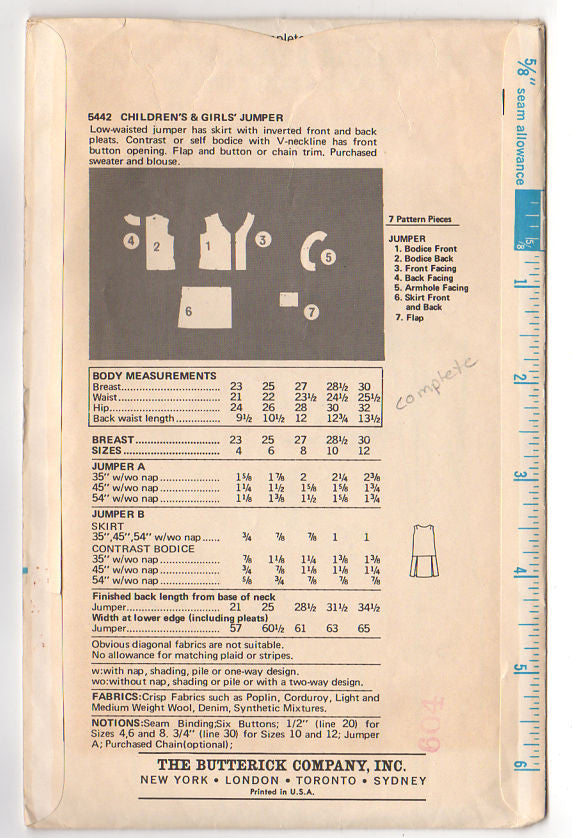 5442 CHILDREN'S & GIRLS' JUMPER
Low-waisted jumper has skirt with inverted front and back
pleats. Contrast or self bodice with V-neckline has front
button opening. Flap and button or chain trim. Purchased
sweater and blouse.
5/8" seam allowance
4
2
1
3
5
6
7
7 Pattern Pieces
JUMPER
1. Bodice Front
2. Bodice Back
3. Front Facing
4. Back Facing
5. Armhole Facing
6. Skirt Front
and Back
7. Flap
complete
BODY MEASUREMENTS
Breast 23 25 27 28½ 30
Waist 21 22 23½ 24½ 25½
Hip 24 26 28 30 32
Back waist length 9½ 10½ 12 12¾ 13½
BREAST 23 25 27 28½ 30
SIZES 4 6 8 10 12
JUMPER A
35" w/wo nap 1⅝ 1⅞ 2 2¼ 2⅜
45" w/wo nap 1¼ 1½ 1⅝ 1⅝ 1¾
54" w/wo nap 1⅛ 1⅜ 1½ 1⅝ 1¾
JUMPER B
SKIRT
35",45",54" w/wo nap ¾ ⅞ ⅞ 1 1
CONTRAST BODICE
35" w/wo nap ⅞ 1⅛ 1¼ 1⅜ 1⅜
45" w/wo nap ¾ ⅞ 1⅛ 1⅛ 1¼
54" w/wo nap ⅝ ¾ ⅞ ⅞ ⅞
Finished back length from base of neck
Jumper 21 25 28½ 31½ 34½
Width at lower edge (including pleats)
Jumper 57 60½ 61 63 65
Obvious diagonal fabrics are not suitable.
No allowance for matching plaid or stripes.
w:with nap, shading, pile or one-way design.
wo:without nap, shading or pile or with a two-way design.
FABRICS:Crisp Fabrics such as Poplin, Corduroy, Light and
Medium Weight Wool, Denim, Synthetic Mixtures.
NOTIONS:Seam Binding;Six Buttons; 1/2" (line 20) for
Sizes 4,6 and 8. 3/4" (line 30) for Sizes 10 and 12; Jumper
A; Purchased Chain(optional);
604
THE BUTTERICK COMPANY, INC.
NEW YORK • LONDON • TORONTO • SYDNEY
Printed in U.S.A.
5/8
1
2
3
4
5
6